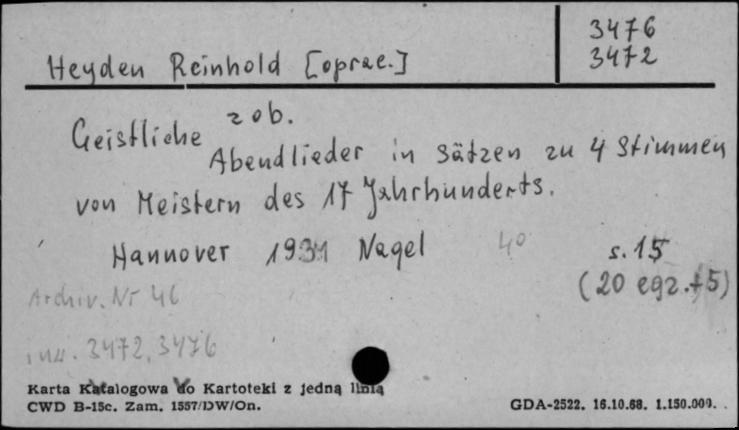 3476
Heyden Reinhold [oprac.] 3472
zob.
Geistliche Abendlieder in Sätzen zu 4 Stimmen
von Meistern des 17 Jahrhunderts.
Hannover 1931 Nagel 4° s. 15
Archiv. Nr 46 (20 egz.+5)
inw. 3472, 3476
Karta Katalogowa do Kartoteki z jedną linią
CWD B-15c. Zam. 1557/DW/On. GDA-2522. 16.10.68. 1.150.000.